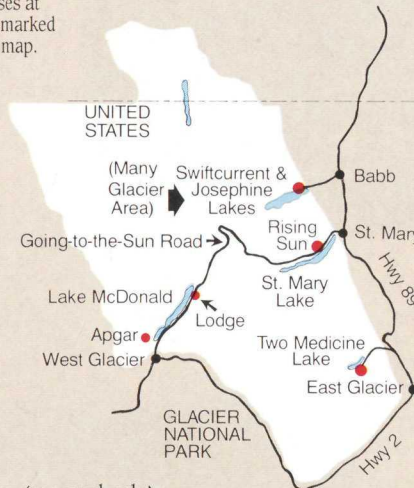 ses at
marked
map.
UNITED
STATES
(Many
Glacier
Area)
Swiftcurrent &
Josephine
Lakes
Babb
Rising
Sun
St. Mary
Going-to-the-Sun Road
St. Mary
Lake
Hwy 89
Lake McDonald
Lodge
Apgar
Two Medicine
Lake
West Glacier
East Glacier
GLACIER
NATIONAL
PARK
Hwy 2